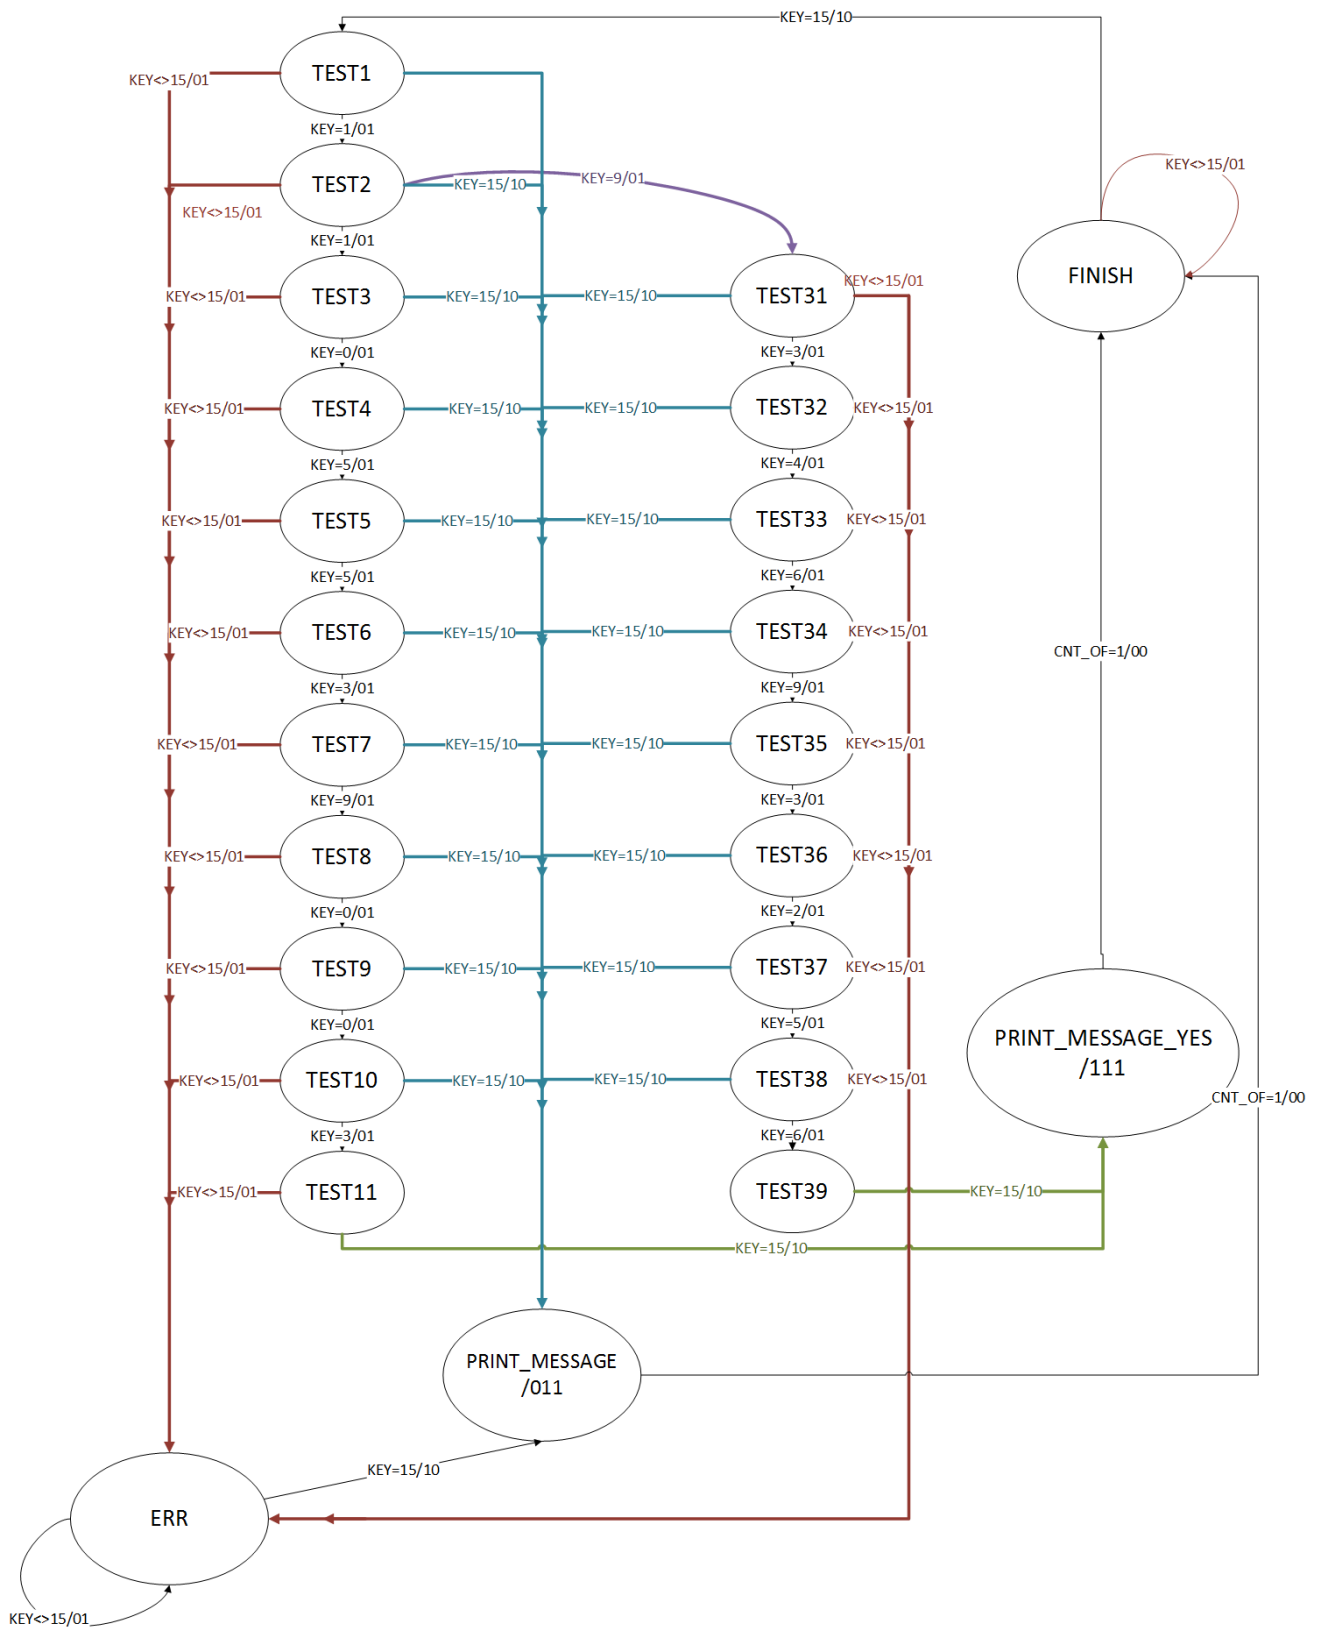 KEY=15/10
TEST1
KEY<>15/01
KEY=1/01
KEY<>15/01
TEST2
KEY=15/10
KEY=9/01
KEY<>15/01
KEY=1/01
FINISH
KEY<>15/01
TEST3
KEY=15/10
KEY=15/10
TEST31
KEY<>15/01
KEY=0/01
KEY=3/01
KEY<>15/01
TEST4
KEY=15/10
KEY=15/10
TEST32
KEY<>15/01
KEY=5/01
KEY=4/01
KEY<>15/01
TEST5
KEY=15/10
KEY=15/10
TEST33
KEY<>15/01
KEY=5/01
KEY=6/01
KEY<>15/01
TEST6
KEY=15/10
KEY=15/10
TEST34
KEY<>15/01
CNT_OF=1/00
KEY=3/01
KEY=9/01
KEY<>15/01
TEST7
KEY=15/10
KEY=15/10
TEST35
KEY<>15/01
KEY=9/01
KEY=3/01
KEY<>15/01
TEST8
KEY=15/10
KEY=15/10
TEST36
KEY<>15/01
KEY=0/01
KEY=2/01
KEY<>15/01
TEST9
KEY=15/10
KEY=15/10
TEST37
KEY<>15/01
KEY=0/01
KEY=5/01
PRINT_MESSAGE_YES
/111
KEY<>15/01
TEST10
KEY=15/10
KEY=15/10
TEST38
KEY<>15/01
CNT_OF=1/00
KEY=3/01
KEY=6/01
KEY<>15/01
TEST11
TEST39
KEY=15/10
KEY=15/10
PRINT_MESSAGE
/011
KEY=15/10
ERR
KEY<>15/01